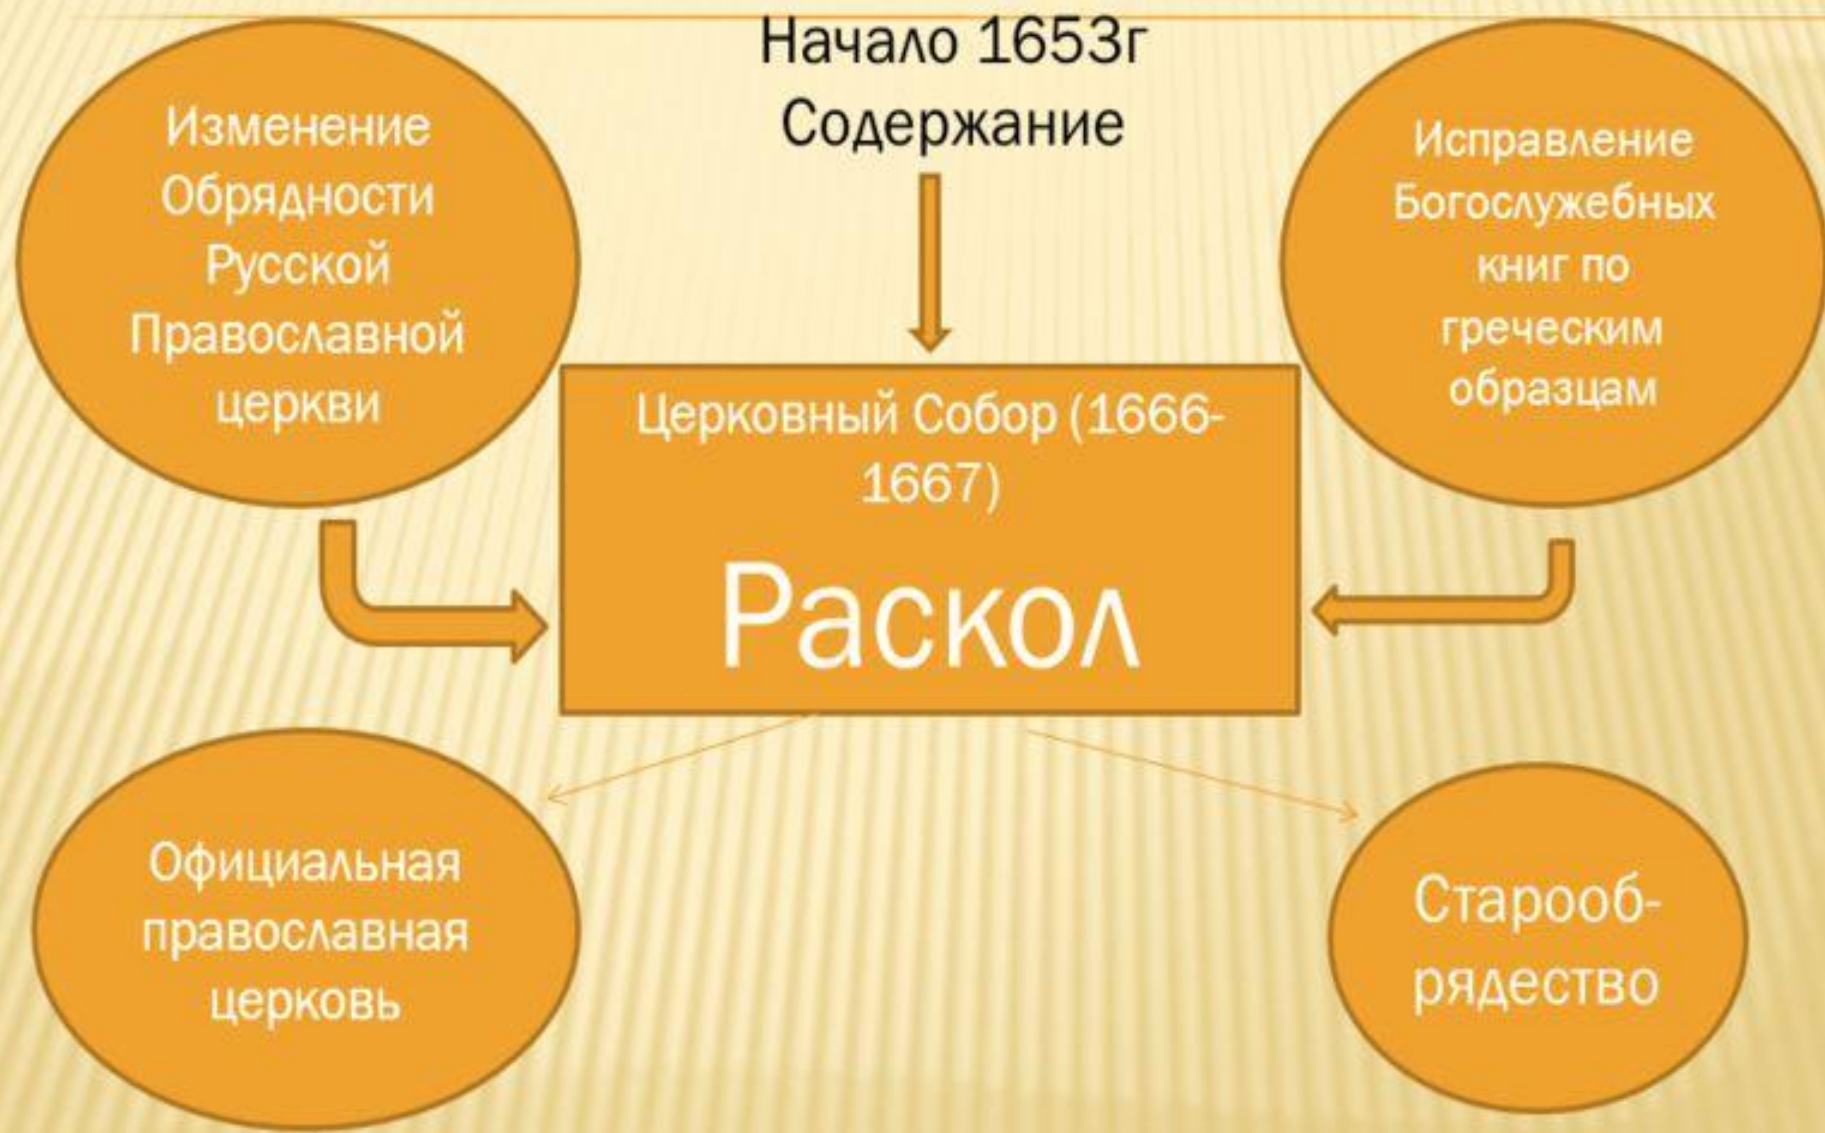 Начало 1653г
Содержание
Изменение
Обрядности
Русской
Православной
церкви
Исправление
Богослужебных
книг по
греческим
образцам
Церковный Собор (1666-
1667)
Раскол
Официальная
православная
церковь
Старооб-
рядество